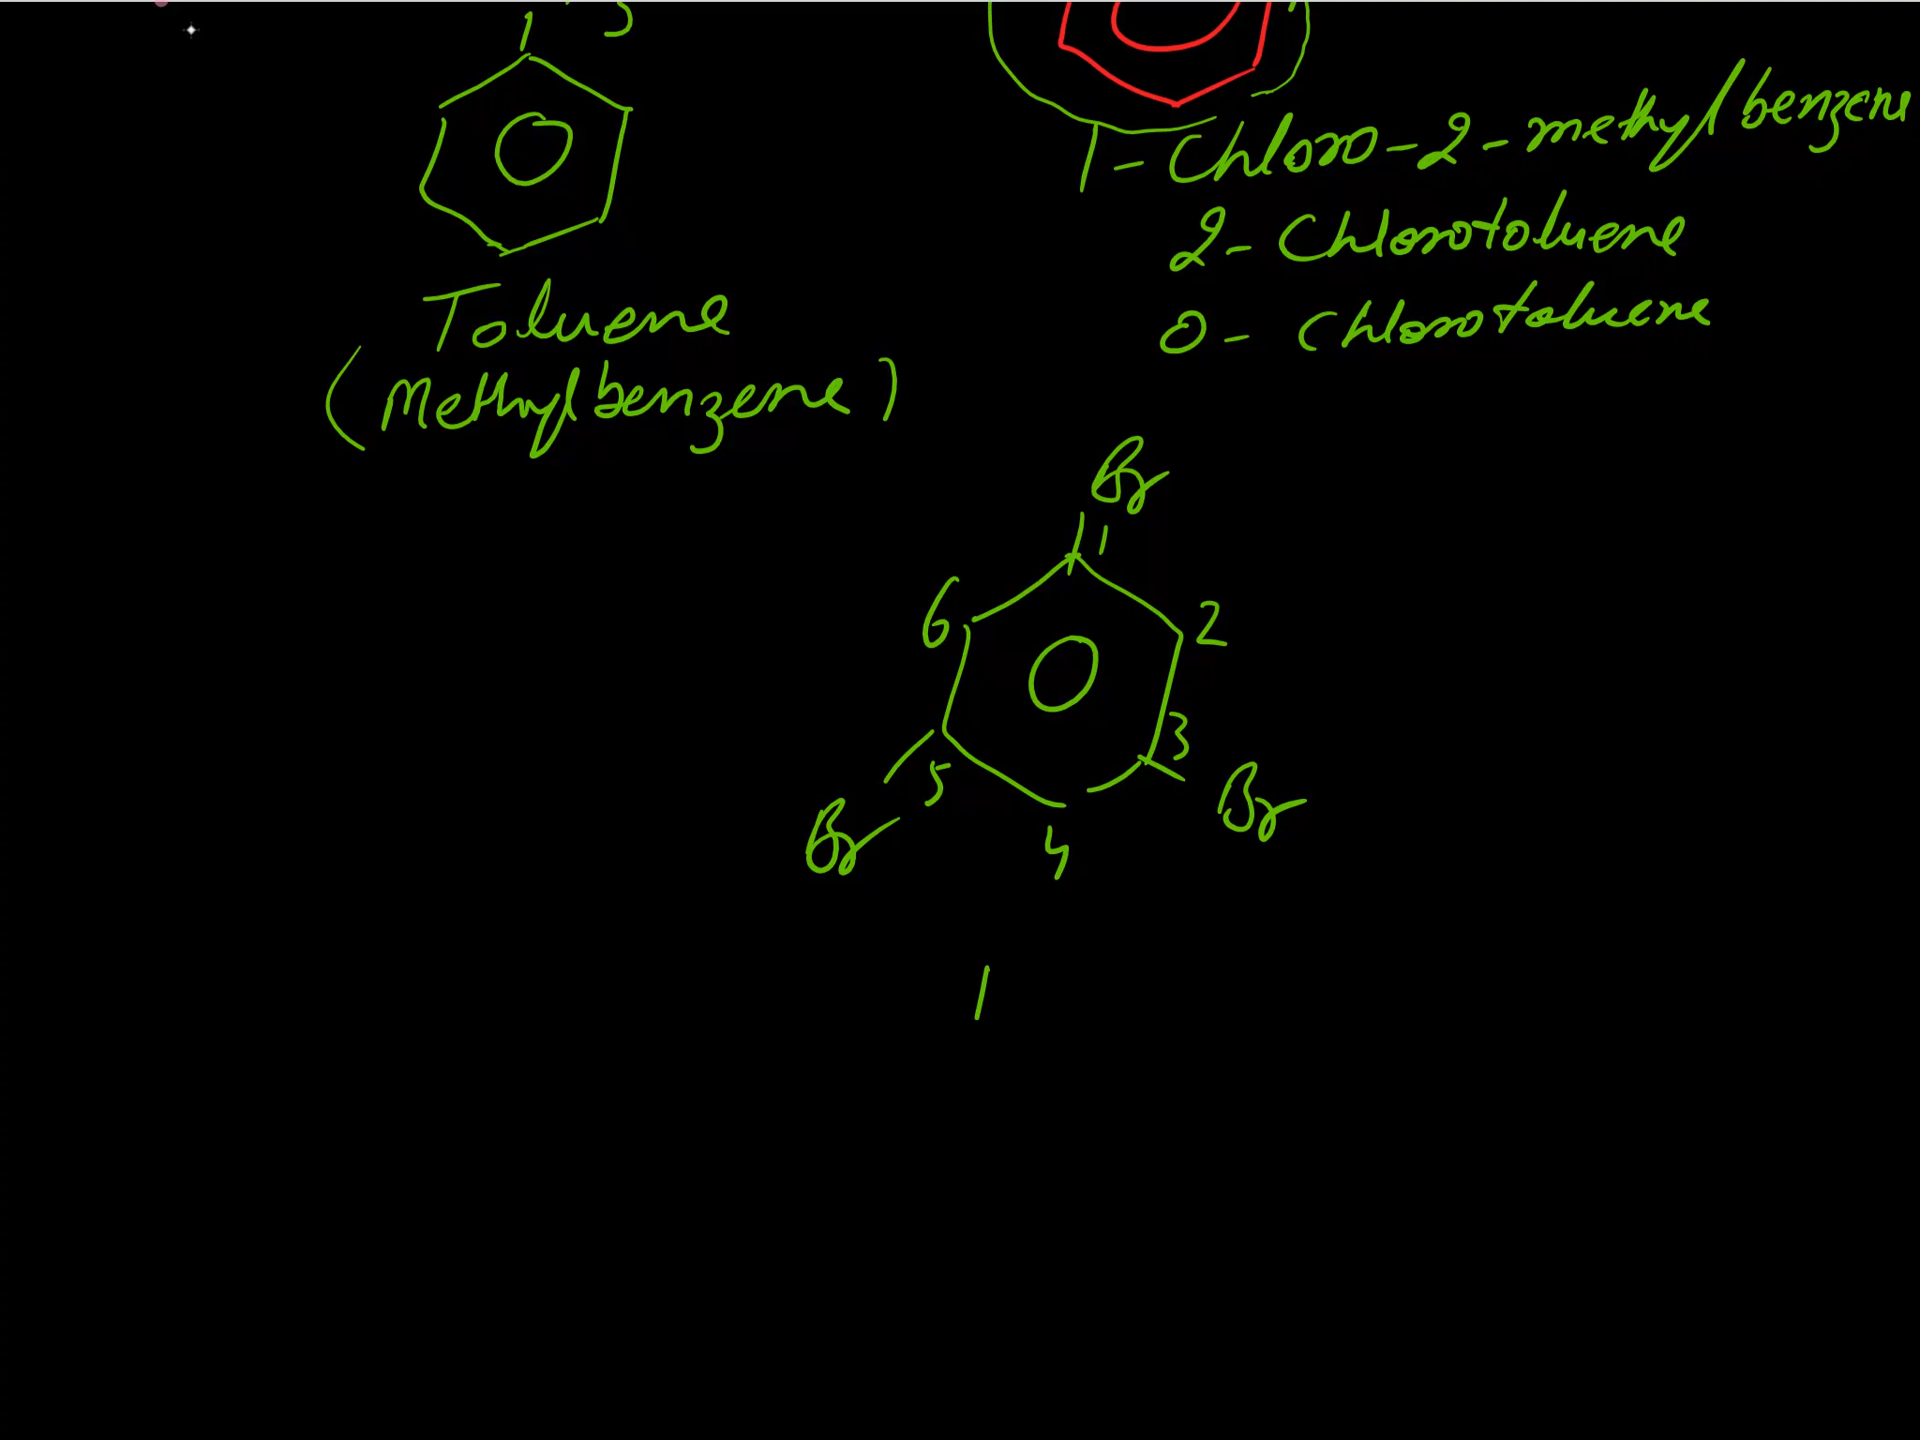 1-Chloro-2-methylbenzene
2-Chlorotoluene
o-chlorotoluene
Toluene
(Methylbenzene)
Br
1
6
2
3
5
Br
Br
4
1